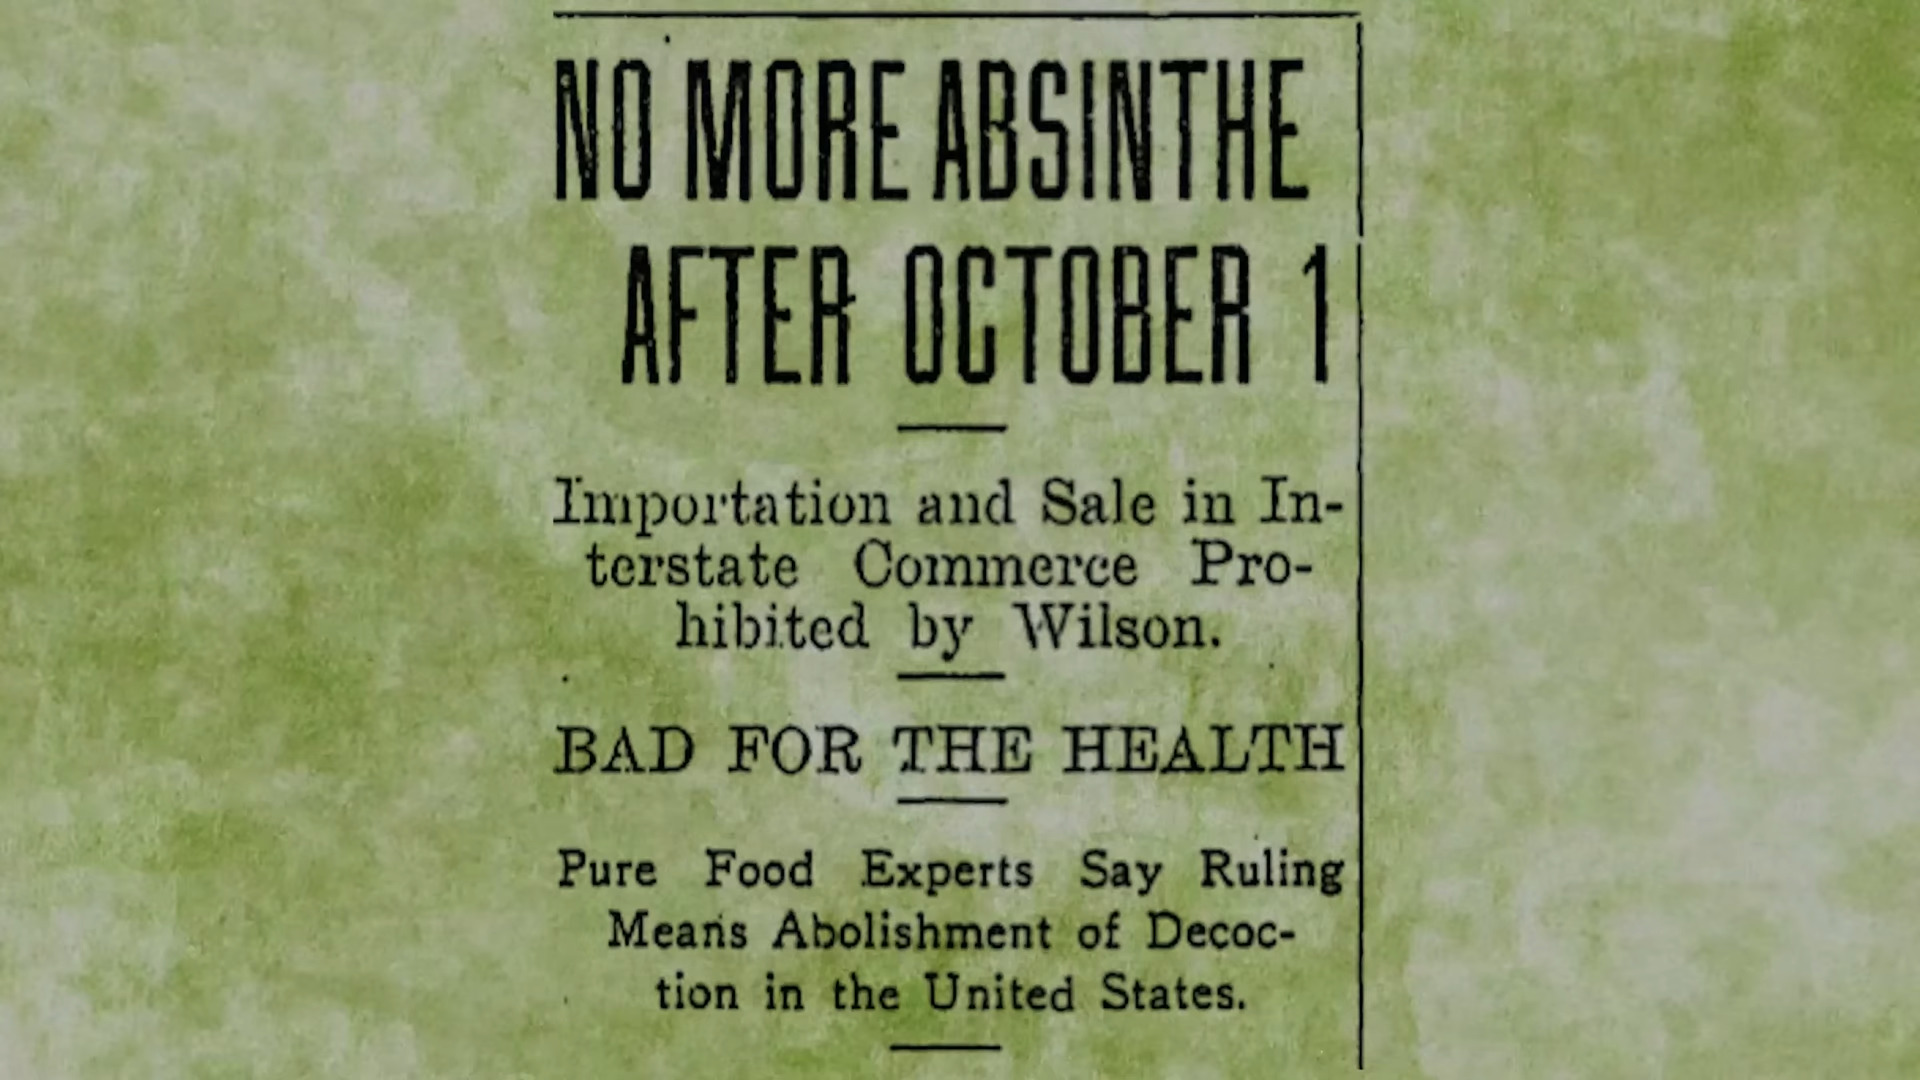 NO MORE ABSINTHE
AFTER OCTOBER 1
Importation and Sale in In-
terstate Commerce Pro-
hibited by Wilson.
BAD FOR THE HEALTH
Pure Food Experts Say Ruling
Means Abolishment of Decoc-
tion in the United States.